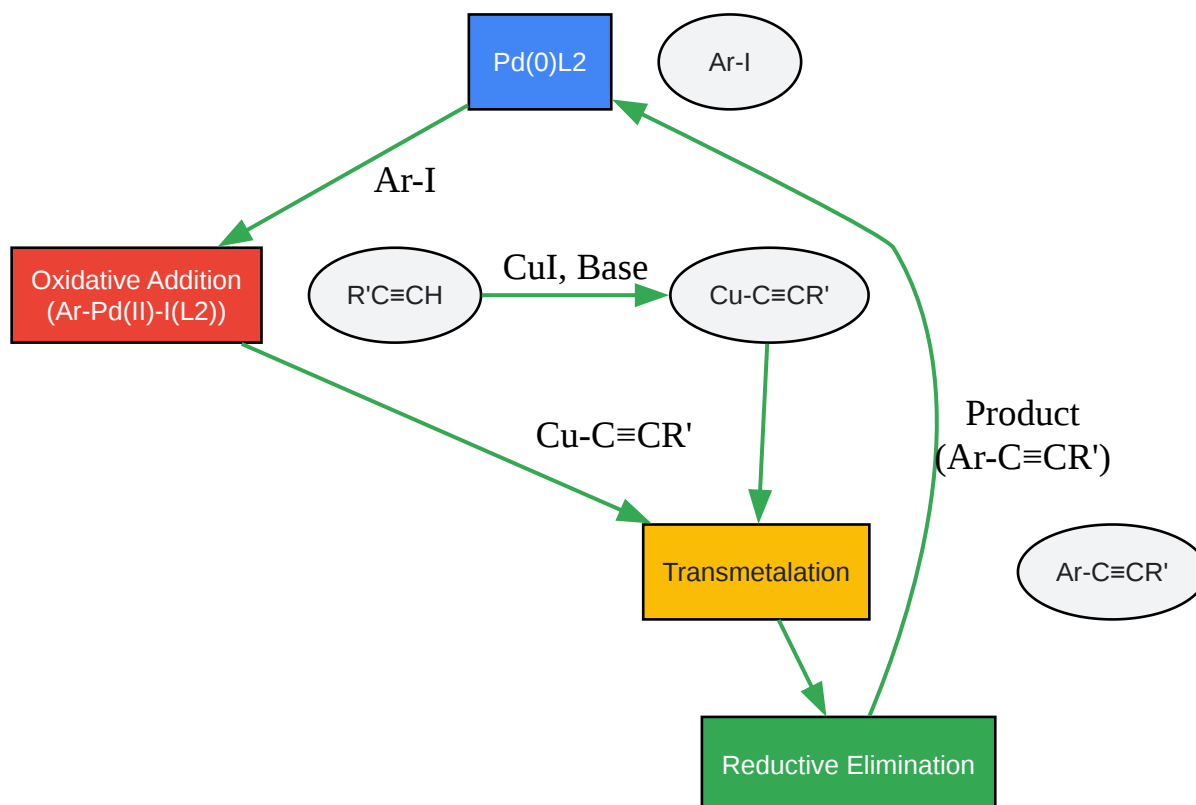 Pd(0)L2
Ar-I
Ar-I
Oxidative Addition
(Ar-Pd(II)-I(L2))
R'C≡CH
CuI, Base
Cu-C≡CR'
Cu-C≡CR'
Product
(Ar-C≡CR')
Transmetalation
Ar-C≡CR'
Reductive Elimination